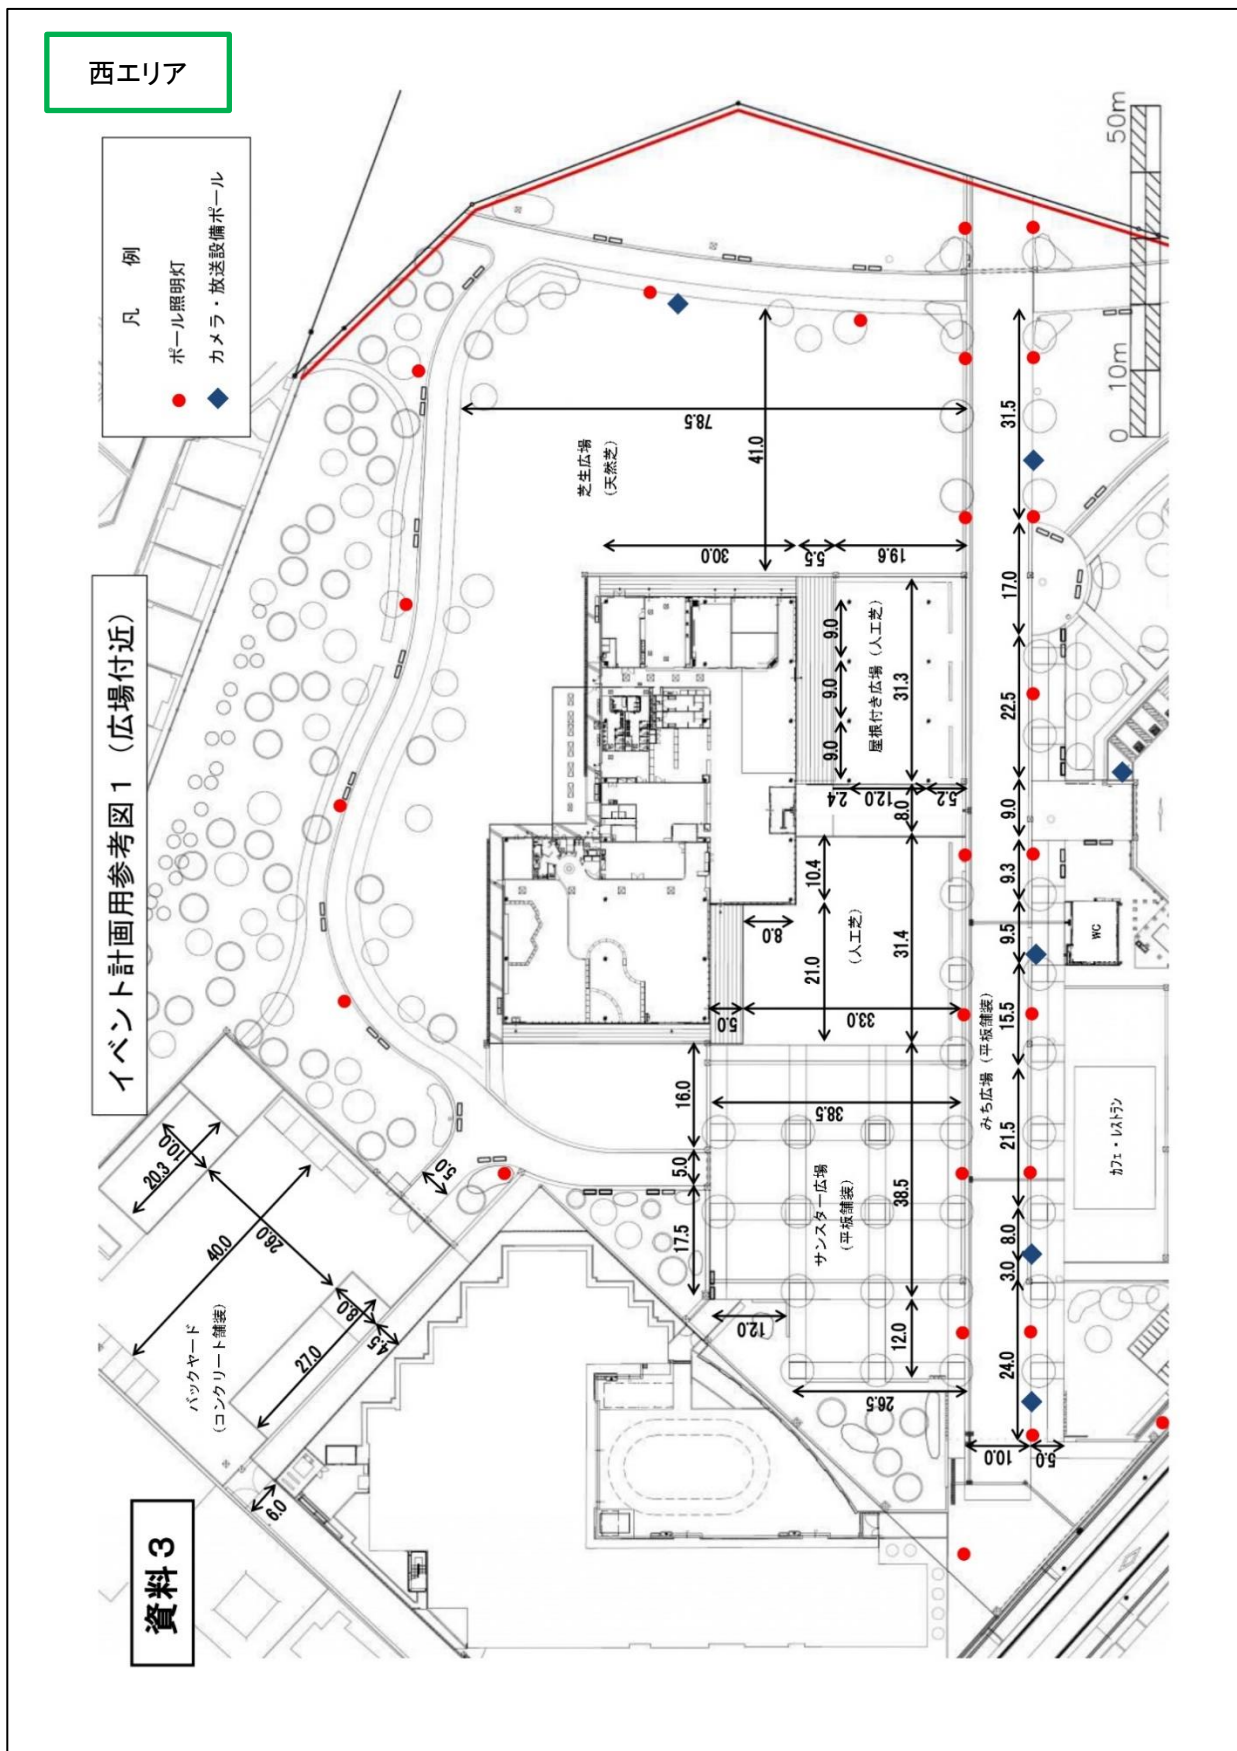 西エリア
資料3
イベント計画用参考図1(広場付近)
凡 例
ポール照明灯
カメラ・放送設備ポール
バックヤード
(コンクリート舗装)
20.3
10.0
40.0
26.0
27.0
8.0
4.5
6.0
5.0
芝生広場
(天然芝)
78.5
41.0
30.0
5.5
19.6
屋根付き広場(人工芝)
9.0
9.0
9.0
31.3
2.4
12.0
5.2
8.0
(人工芝)
10.4
21.0
8.0
31.4
5.0
33.0
サンスター広場
(平板舗装)
16.0
5.0
17.5
38.5
38.5
12.0
12.0
26.5
みち広場(平板舗装)
31.5
17.0
22.5
9.0
9.3
9.5
15.5
21.5
8.0
3.0
24.0
10.0
5.0
WC
カフェ・レストラン
0
10m
50m